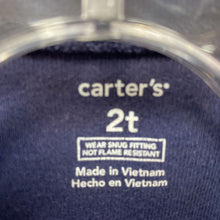 carter's
2t
WEAR SNUG FITTING
NOT FLAME RESISTANT
Made in Vietnam
Hecho en Vietnam